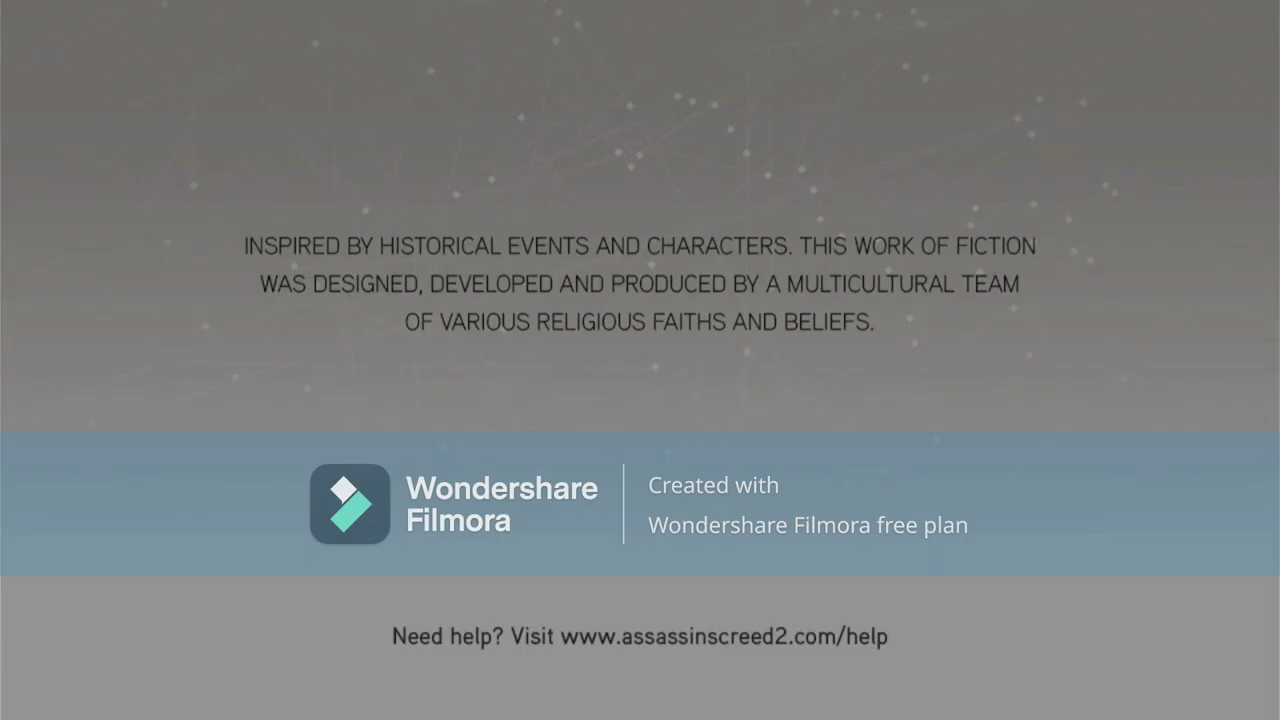 INSPIRED BY HISTORICAL EVENTS AND CHARACTERS. THIS WORK OF FICTION
WAS DESIGNED, DEVELOPED AND PRODUCED BY A MULTICULTURAL TEAM
OF VARIOUS RELIGIOUS FAITHS AND BELIEFS.
Wondershare
Filmora
Created with
Wondershare Filmora free plan
Need help? Visit www.assassinscreed2.com/help